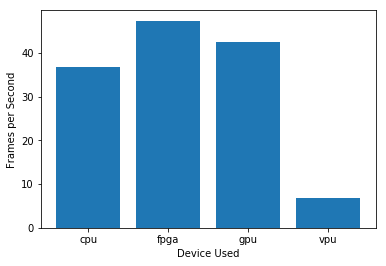 Frames per Second
40
30
20
10
0
cpu fpga gpu vpu
Device Used